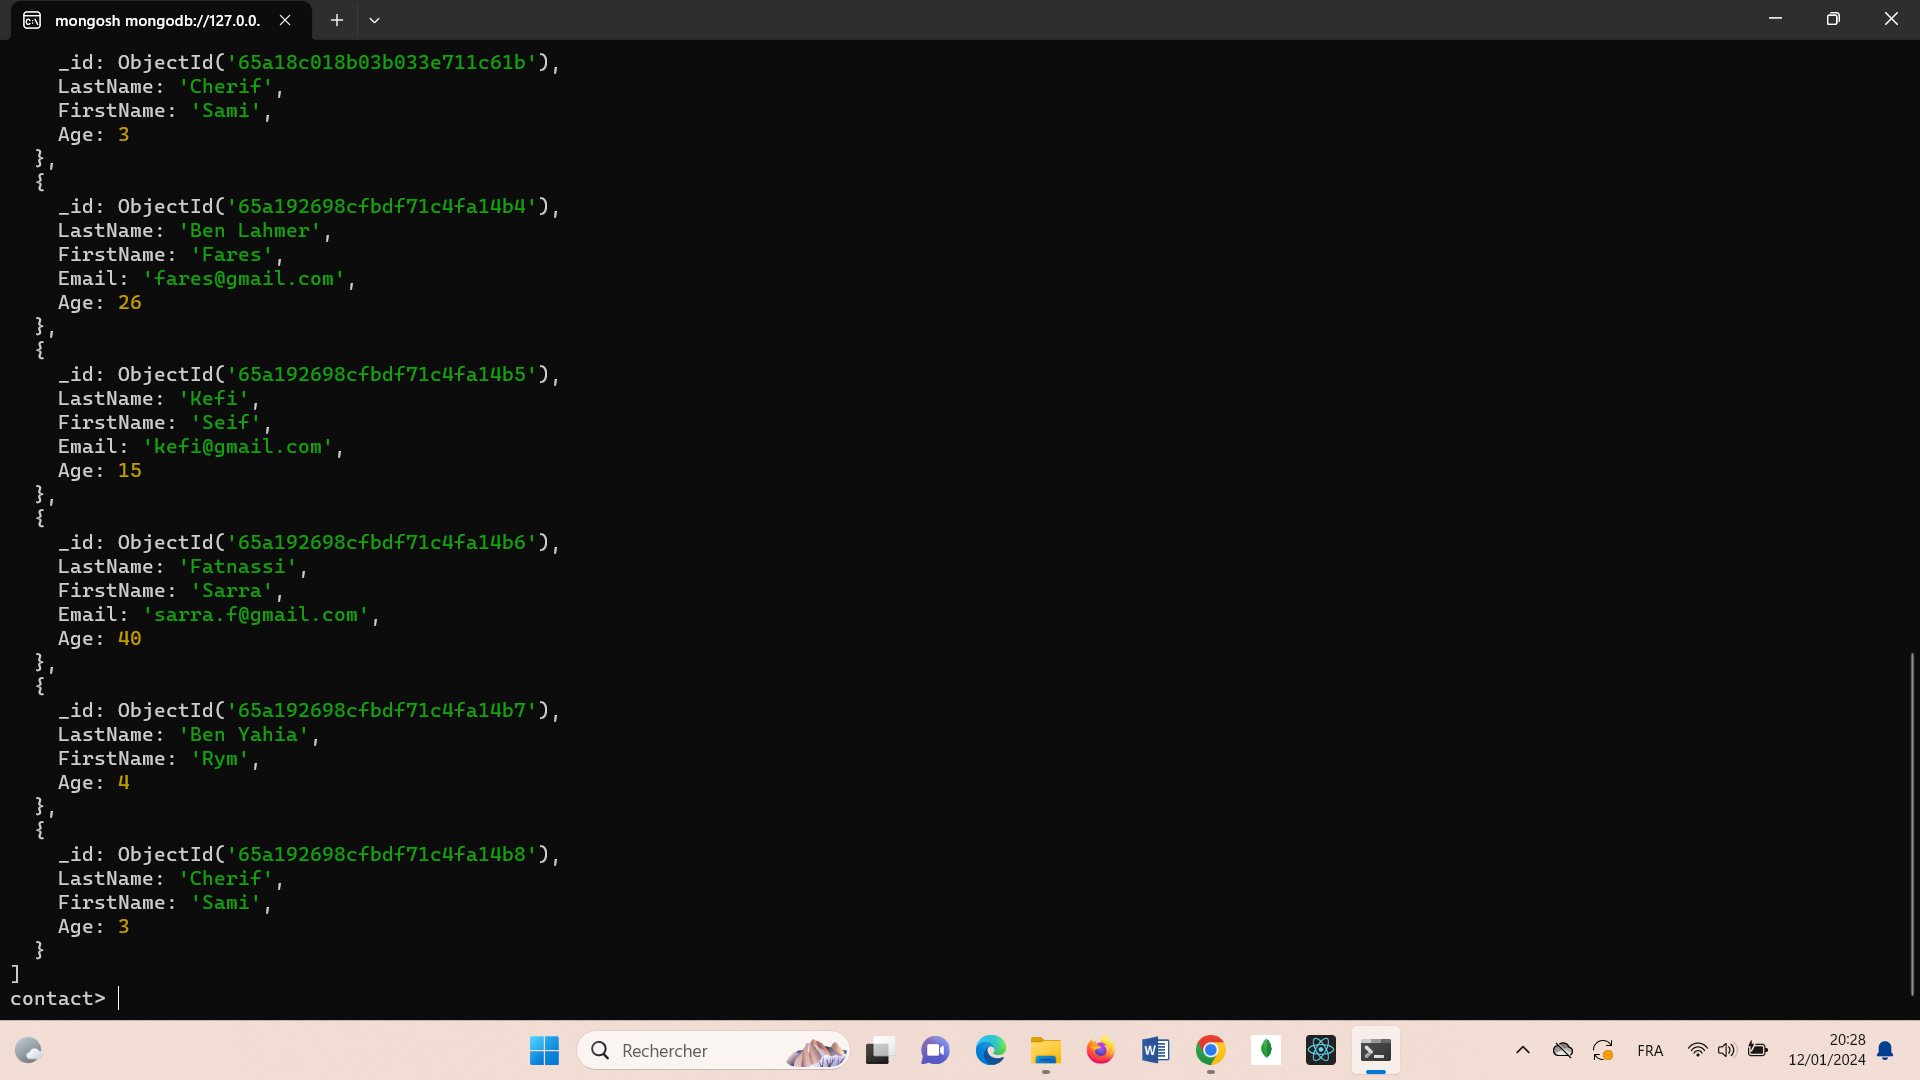 mongosh mongodb://127.0.0.
_id: ObjectId('65a18c018b03b033e711c61b'),
LastName: 'Cherif',
FirstName: 'Sami',
Age: 3
},
{
_id: ObjectId('65a192698cfbdf71c4fa14b4'),
LastName: 'Ben Lahmer',
FirstName: 'Fares',
Email: 'fares@gmail.com',
Age: 26
},
{
_id: ObjectId('65a192698cfbdf71c4fa14b5'),
LastName: 'Kefi',
FirstName: 'Seif',
Email: 'kefi@gmail.com',
Age: 15
},
{
_id: ObjectId('65a192698cfbdf71c4fa14b6'),
LastName: 'Fatnassi',
FirstName: 'Sarra',
Email: 'sarra.f@gmail.com',
Age: 40
},
{
_id: ObjectId('65a192698cfbdf71c4fa14b7'),
LastName: 'Ben Yahia',
FirstName: 'Rym',
Age: 4
},
{
_id: ObjectId('65a192698cfbdf71c4fa14b8'),
LastName: 'Cherif',
FirstName: 'Sami',
Age: 3
}
]
contact>
Rechercher
FRA
20:28
12/01/2024